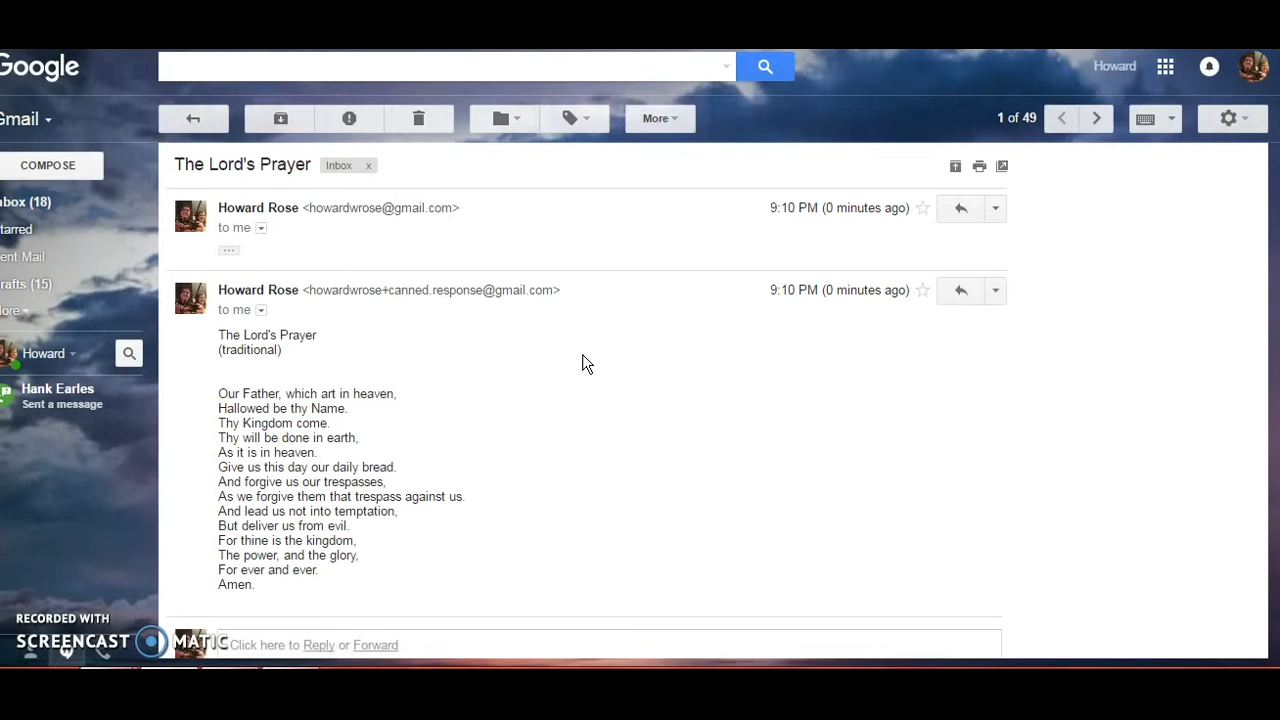 Google
Howard
Gmail
More
1 of 49
COMPOSE
The Lord's Prayer Inbox x
Inbox (18)
Starred
Sent Mail
Drafts (15)
More
Howard
Hank Earles
Sent a message
Howard Rose <howardwrose@gmail.com> 9:10 PM (0 minutes ago)
to me
...
Howard Rose <howardwrose+canned.response@gmail.com> 9:10 PM (0 minutes ago)
to me
The Lord's Prayer
(traditional)
Our Father, which art in heaven,
Hallowed be thy Name.
Thy Kingdom come.
Thy will be done in earth,
As it is in heaven.
Give us this day our daily bread.
And forgive us our trespasses,
As we forgive them that trespass against us.
And lead us not into temptation,
But deliver us from evil.
For thine is the kingdom,
The power, and the glory,
For ever and ever.
Amen.
Click here to Reply or Forward
RECORDED WITH
SCREENCAST MATIC